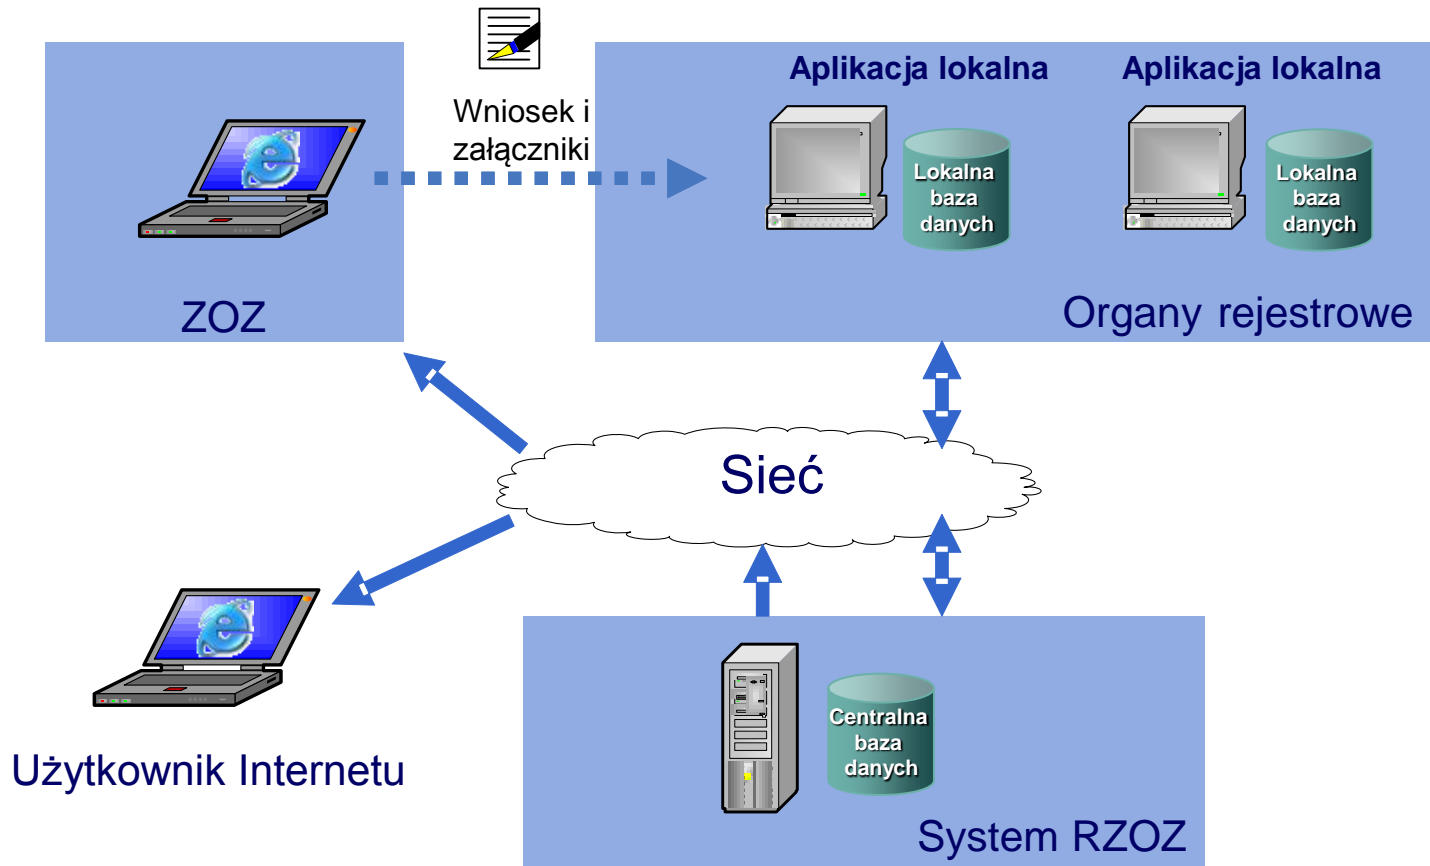 Wniosek i
załączniki
Aplikacja lokalna
Aplikacja lokalna
Lokalna
baza
danych
Lokalna
baza
danych
ZOZ
Organy rejestrowe
Sieć
Użytkownik Internetu
Centralna
baza
danych
System RZOZ